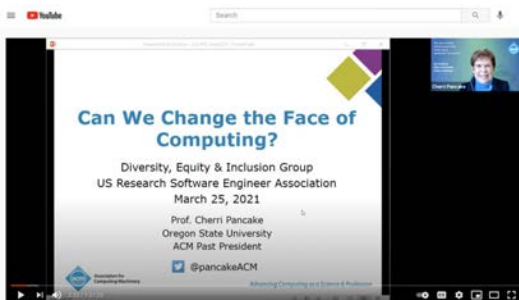 YouTube
Search
Cherri Pancake
Can We Change the Face of
Computing?
Diversity, Equity & Inclusion Group
US Research Software Engineer Association
March 25, 2021
Prof. Cherri Pancake
Oregon State University
ACM Past President
@pancakeACM
Association for
Computing Machinery
Advancing Computing as a Science & Profession